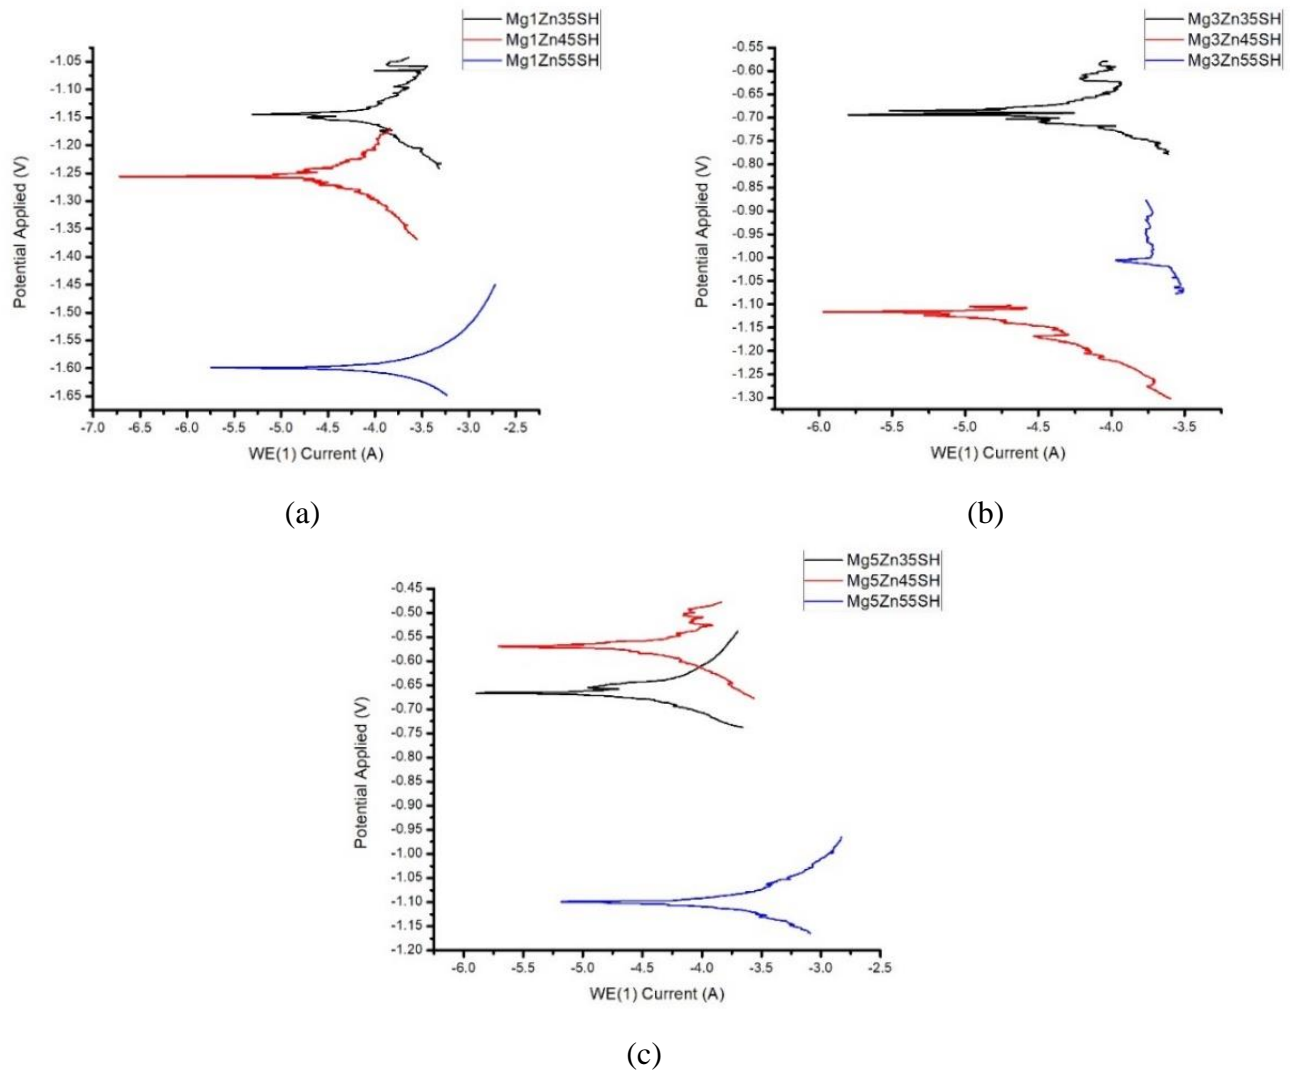 Mg1Zn35SH
Mg1Zn45SH
Mg1Zn55SH
-1.05
-1.10
-1.15
-1.20
-1.25
-1.30
-1.35
-1.40
-1.45
-1.50
-1.55
-1.60
-1.65
Potential Applied (V)
-7.0 -6.5 -6.0 -5.5 -5.0 -4.5 -4.0 -3.5 -3.0 -2.5
WE(1) Current (A)
(a)
Mg3Zn35SH
Mg3Zn45SH
Mg3Zn55SH
-0.55
-0.60
-0.65
-0.70
-0.75
-0.80
-0.85
-0.90
-0.95
-1.00
-1.05
-1.10
-1.15
-1.20
-1.25
-1.30
Potential Applied (V)
-6.0 -5.5 -5.0 -4.5 -4.0 -3.5
WE(1) Current (A)
(b)
Mg5Zn35SH
Mg5Zn45SH
Mg5Zn55SH
-0.45
-0.50
-0.55
-0.60
-0.65
-0.70
-0.75
-0.80
-0.85
-0.90
-0.95
-1.00
-1.05
-1.10
-1.15
-1.20
Potential Applied (V)
-6.0 -5.5 -5.0 -4.5 -4.0 -3.5 -3.0 -2.5
WE(1) Current (A)
(c)